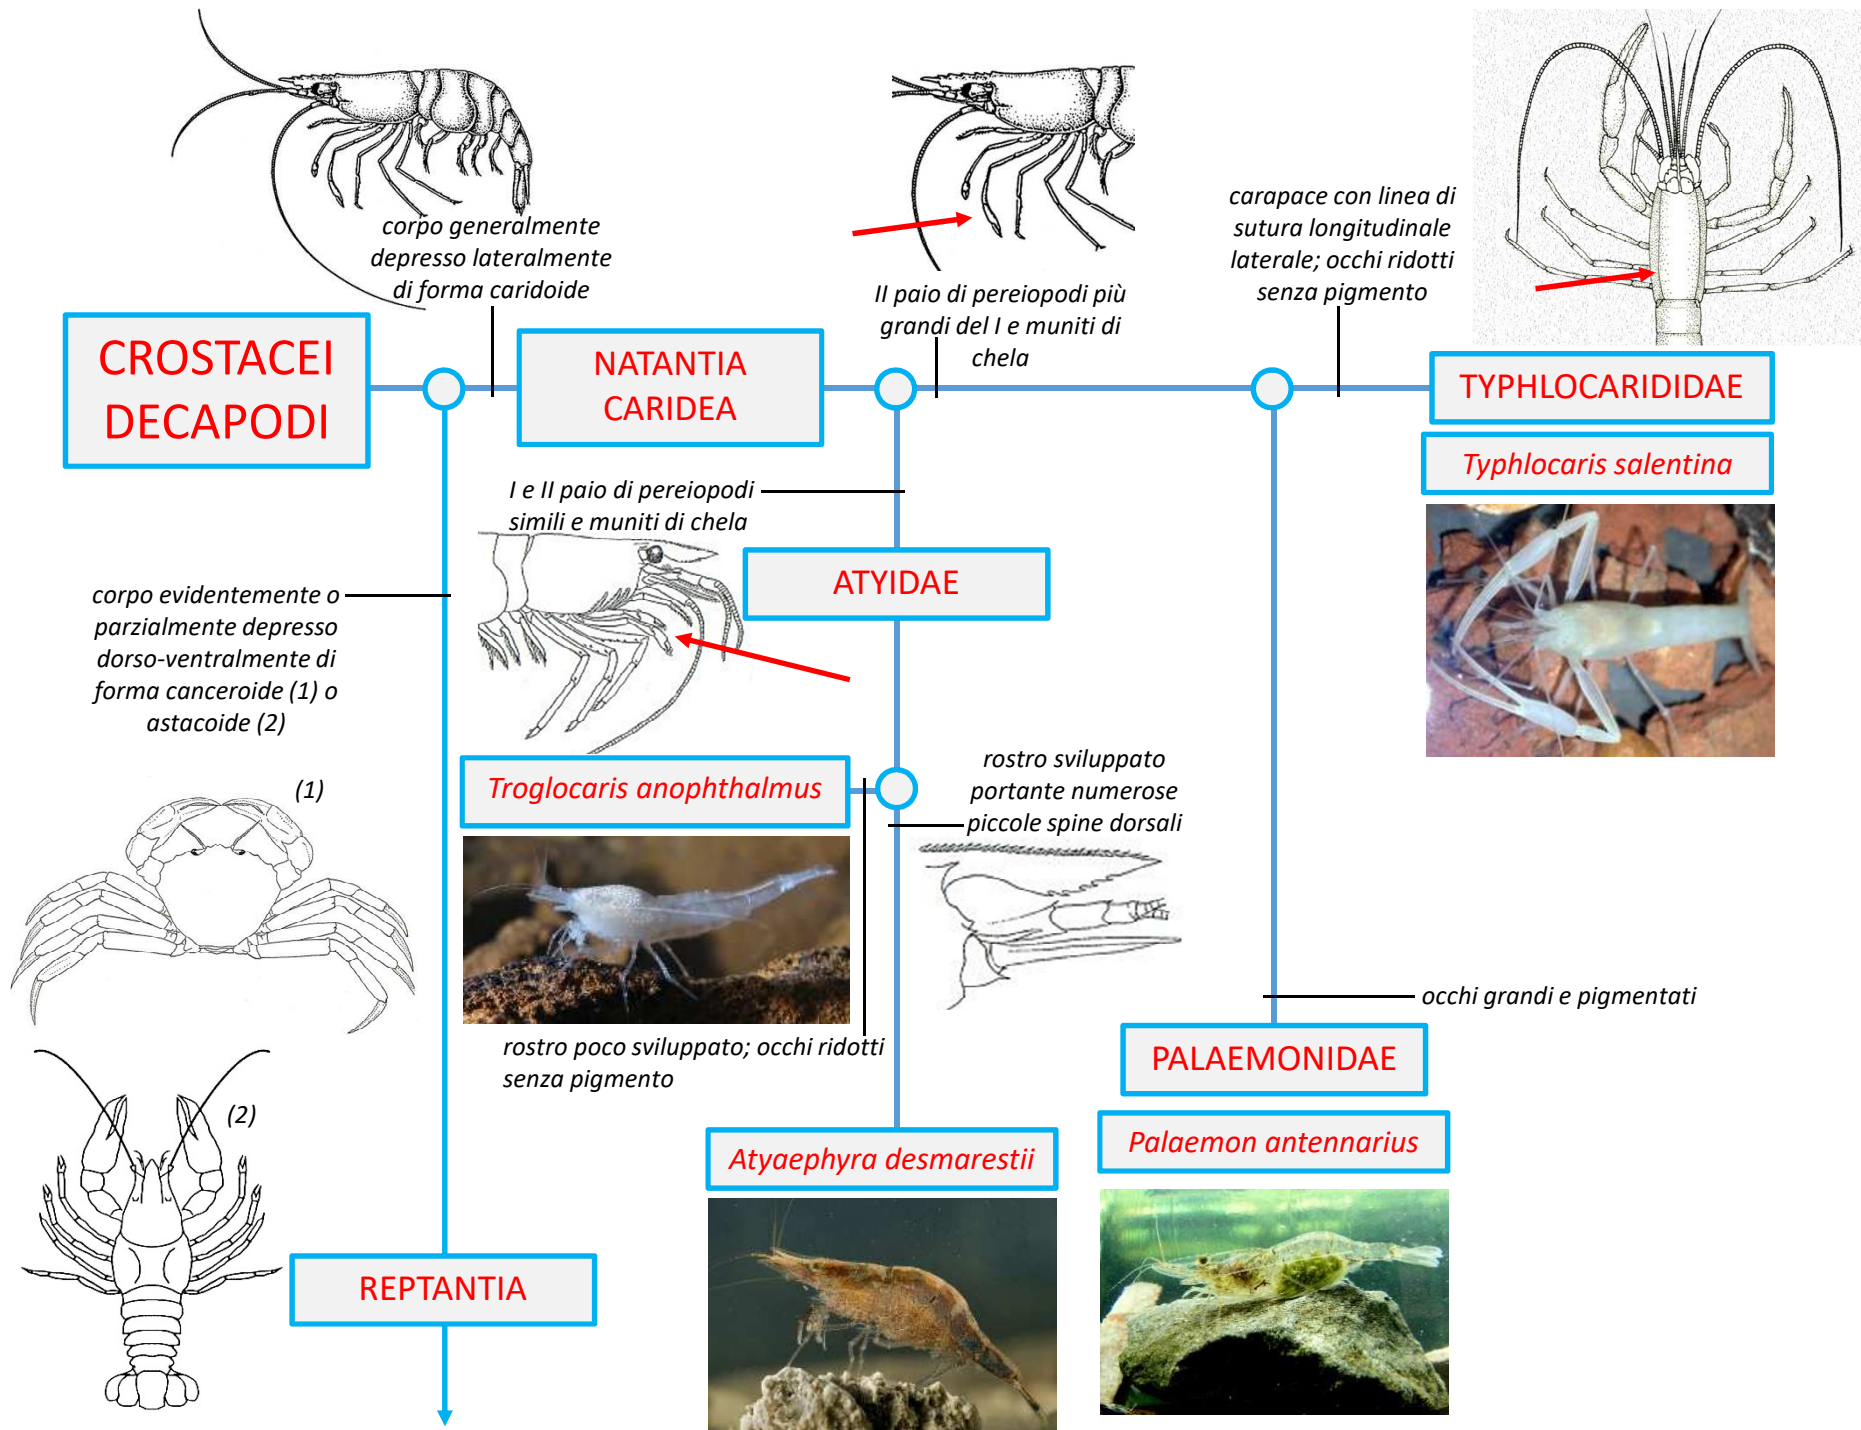 corpo generalmente
depresso lateralmente
di forma caridoide
II paio di pereiopodi più
grandi del I e muniti di
chela
carapace con linea di
sutura longitudinale
laterale; occhi ridotti
senza pigmento
CROSTACEI
DECAPODI
NATANTIA
CARIDEA
TYPHLOCARIDIDAE
Typhlocaris salentina
I e II paio di pereiopodi
simili e muniti di chela
ATYIDAE
corpo evidentemente o
parzialmente depresso
dorso-ventralmente di
forma canceroide (1) o
astacoide (2)
Troglocaris anophthalmus
rostro sviluppato
portante numerose
piccole spine dorsali
(1)
occhi grandi e pigmentati
rostro poco sviluppato; occhi ridotti
senza pigmento
PALAEMONIDAE
(2)
Atyaephyra desmarestii
Palaemon antennarius
REPTANTIA